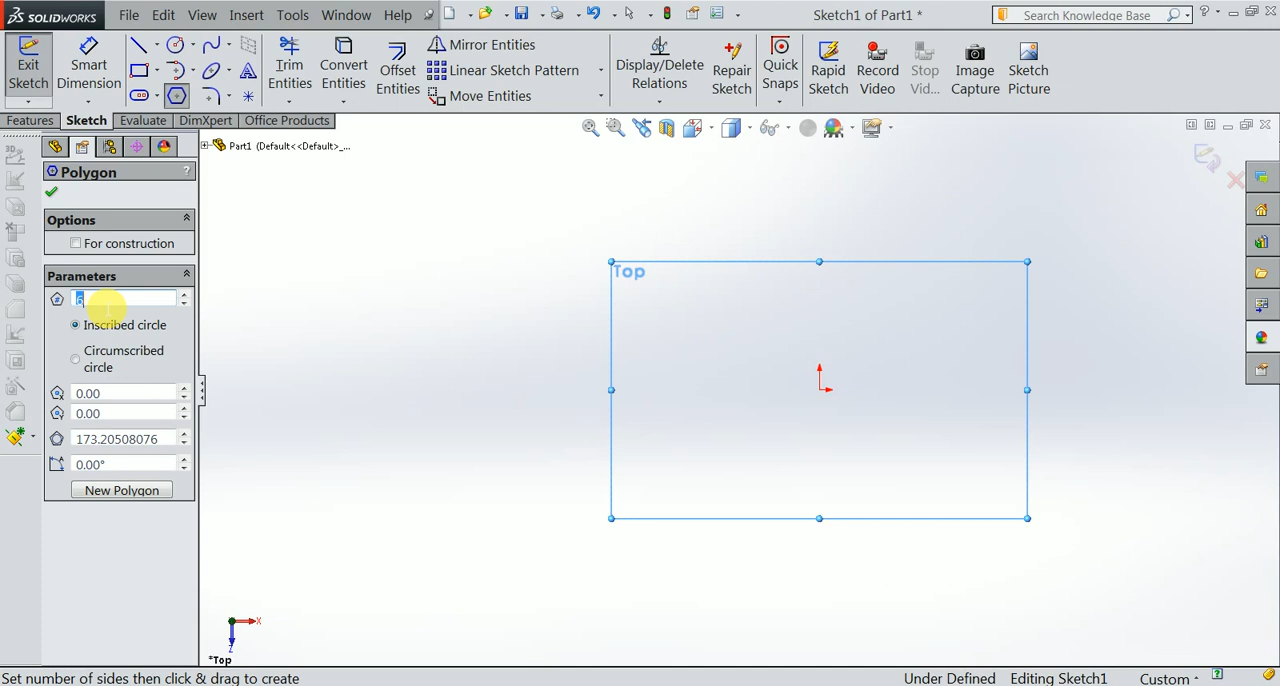 SOLIDWORKS File Edit View Insert Tools Window Help Sketch1 of Part1 * Search Knowledge Base ?
Exit Sketch
Smart Dimension
Trim Entities
Convert Entities
Offset Entities
Mirror Entities
Linear Sketch Pattern
Move Entities
Display/Delete Relations
Repair Sketch
Quick Snaps
Rapid Sketch
Record Video
Stop Vid...
Image Capture
Sketch Picture
Features Sketch Evaluate DimXpert Office Products
Part1 (Default<<Default>_...
Polygon ?
Options
For construction
Parameters
6
Inscribed circle
Circumscribed
circle
0.00
0.00
173.20508076
0.00°
New Polygon
Top
X
Z
*Top
Set number of sides then click & drag to create Under Defined Editing Sketch1 Custom ?